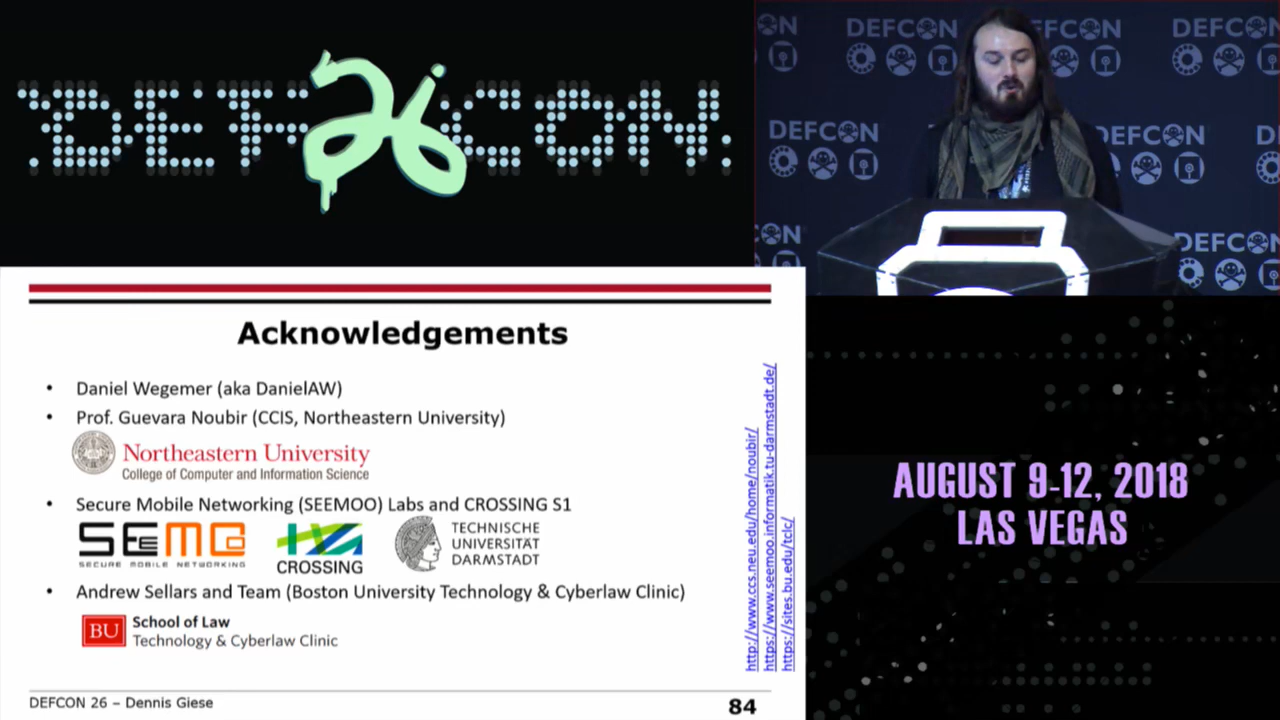 DEFCON
26
DEFCON
DEFCON
DEFCON
DEFCON
DEFCON
DEFCON
Acknowledgements
• Daniel Wegemer (aka DanielAW)
• Prof. Guevara Noubir (CCIS, Northeastern University)
Northeastern University
College of Computer and Information Science
• Secure Mobile Networking (SEEMOO) Labs and CROSSING S1
SEEMOO
SECURE MOBILE NETWORKING
CROSSING
TECHNISCHE
UNIVERSITÄT
DARMSTADT
• Andrew Sellars and Team (Boston University Technology & Cyberlaw Clinic)
BU
School of Law
Technology & Cyberlaw Clinic
http://www.ccs.neu.edu/home/noubir/
https://www.seemoo.informatik.tu-darmstadt.de/
https://sites.bu.edu/tclc/
DEFCON 26 – Dennis Giese
84
AUGUST 9-12, 2018
LAS VEGAS